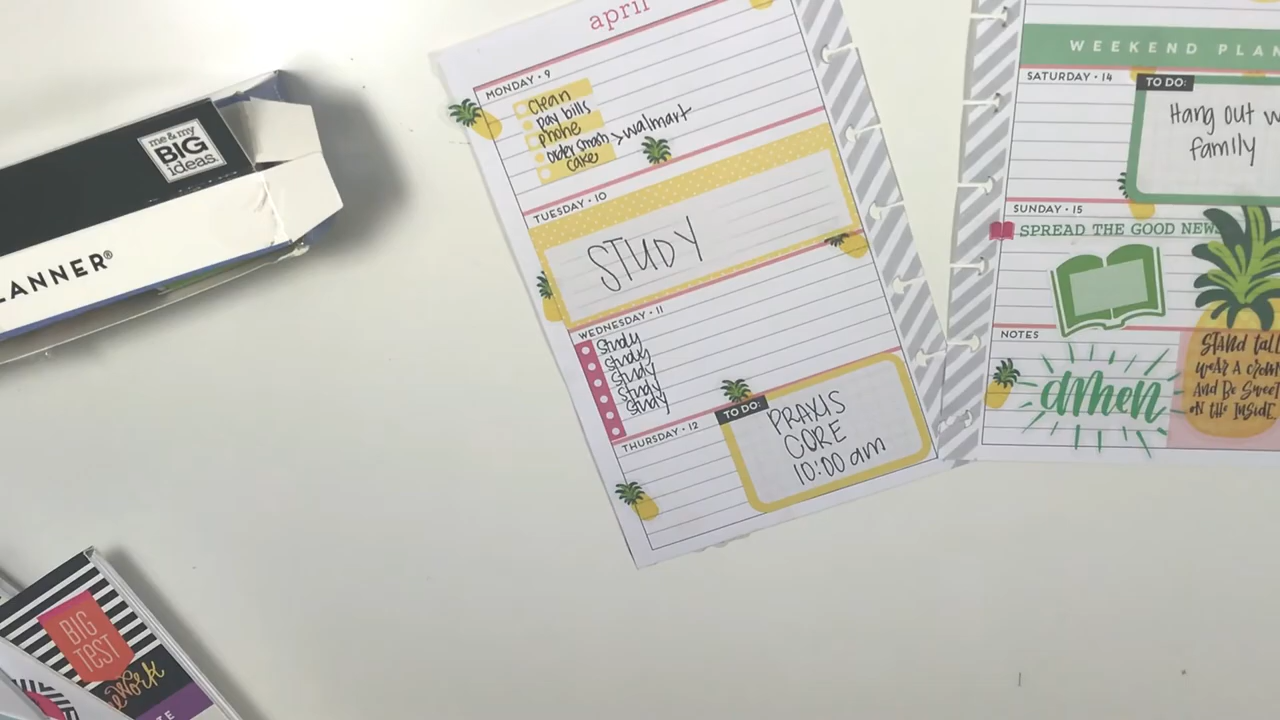 april
MONDAY • 9
Clean
Pay bills
phone
order smash > walmart
cake
TUESDAY • 10
STUDY
WEDNESDAY • 11
Study
Study
Study
Study
Study
THURSDAY • 12
TO DO:
PRAXIS
CORE
10:00 am
WEEKEND PLAN
SATURDAY • 14
TO DO:
Hang out w
family
SUNDAY • 15
SPREAD THE GOOD NEWS
NOTES
amen
STAND tall
WEAR A CROWN
And Be Sweet
ON the INSIDE
me & my
BIG
ideas.
LANNER®
BIG
TEST